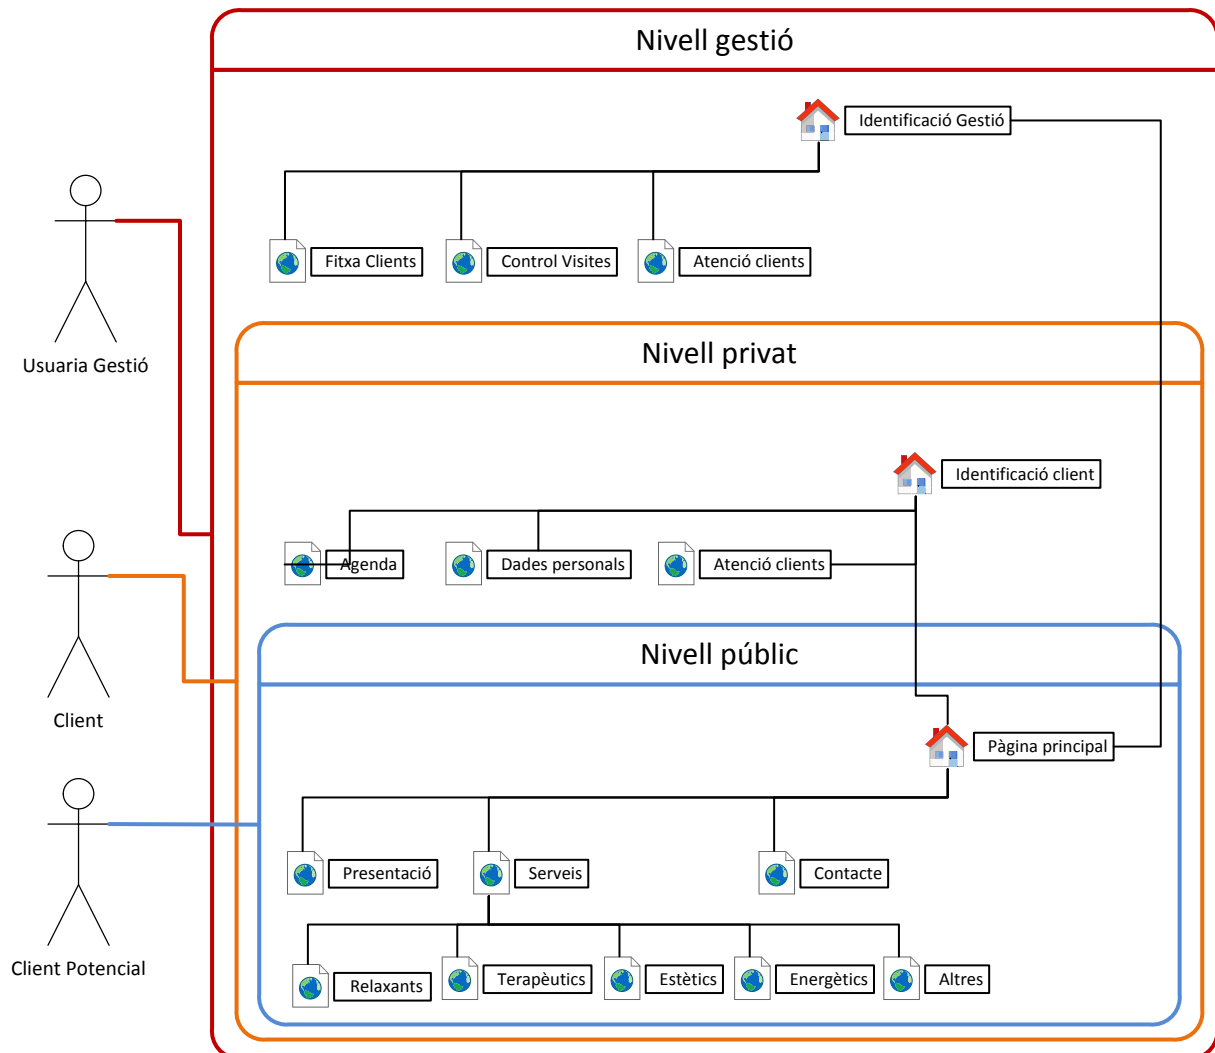 Nivell gestió
Identificació Gestió
Fitxa Clients
Control Visites
Atenció clients
Usuaria Gestió
Nivell privat
Identificació client
Agenda
Dades personals
Atenció clients
Client
Nivell públic
Pàgina principal
Presentació
Serveis
Contacte
Client Potencial
Relaxants
Terapèutics
Estètics
Energètics
Altres